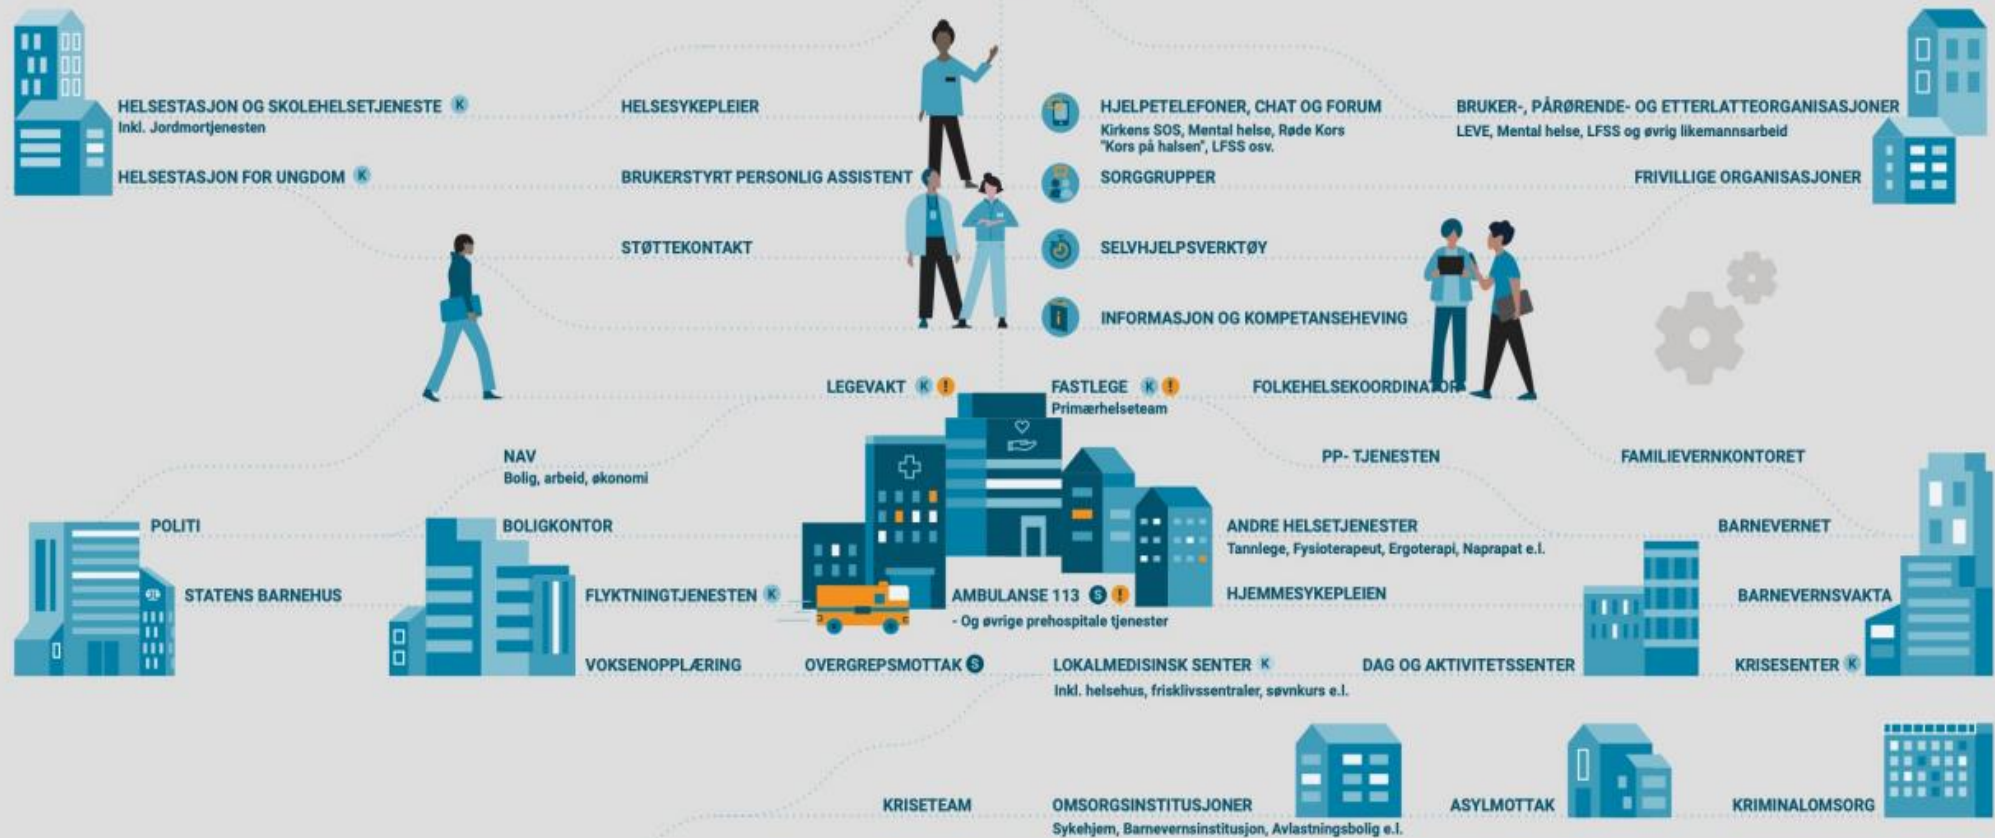 HELSESTASJON OG SKOLEHELSETJENESTE K
Inkl. Jordmortjenesten
HELSESYKEPLEIER
HJELPETELEFONER, CHAT OG FORUM
Kirkens SOS, Mental helse, Røde Kors
"Kors på halsen", LFSS osv.
BRUKER-, PÅRØRENDE- OG ETTERLATTEORGANISASJONER
LEVE, Mental helse, LFSS og øvrig likemannsarbeid
HELSESTASJON FOR UNGDOM K
BRUKERSTYRT PERSONLIG ASSISTENT
SORGGRUPPER
FRIVILLIGE ORGANISASJONER
STØTTEKONTAKT
SELVHJELPSVERKTØY
INFORMASJON OG KOMPETANSEHEVING
LEGEVAKT K !
FASTLEGE K !
Primærhelseteam
FOLKEHELSEKOORDINATOR
NAV
Bolig, arbeid, økonomi
PP- TJENESTEN
FAMILIEVERNKONTORET
POLITI
BOLIGKONTOR
ANDRE HELSETJENESTER
Tannlege, Fysioterapeut, Ergoterapi, Naprapat e.l.
BARNEVERNET
STATENS BARNEHUS
FLYKTNINGTJENESTEN K
AMBULANSE 113 S !
- Og øvrige prehospitale tjenester
HJEMMESYKEPLEIEN
BARNEVERNSVAKTA
VOKSENOPPLÆRING
OVERGREPSMOTTAK S
LOKALMEDISINSK SENTER K
Inkl. helsehus, frisklivssentraler, søvnkurs e.l.
DAG OG AKTIVITETSSENTER
KRISESENTER K
KRISETEAM
OMSORGSINSTITUSJONER
Sykehjem, Barnevernsinstitusjon, Avlastningsbolig e.l.
ASYLMOTTAK
KRIMINALOMSORG